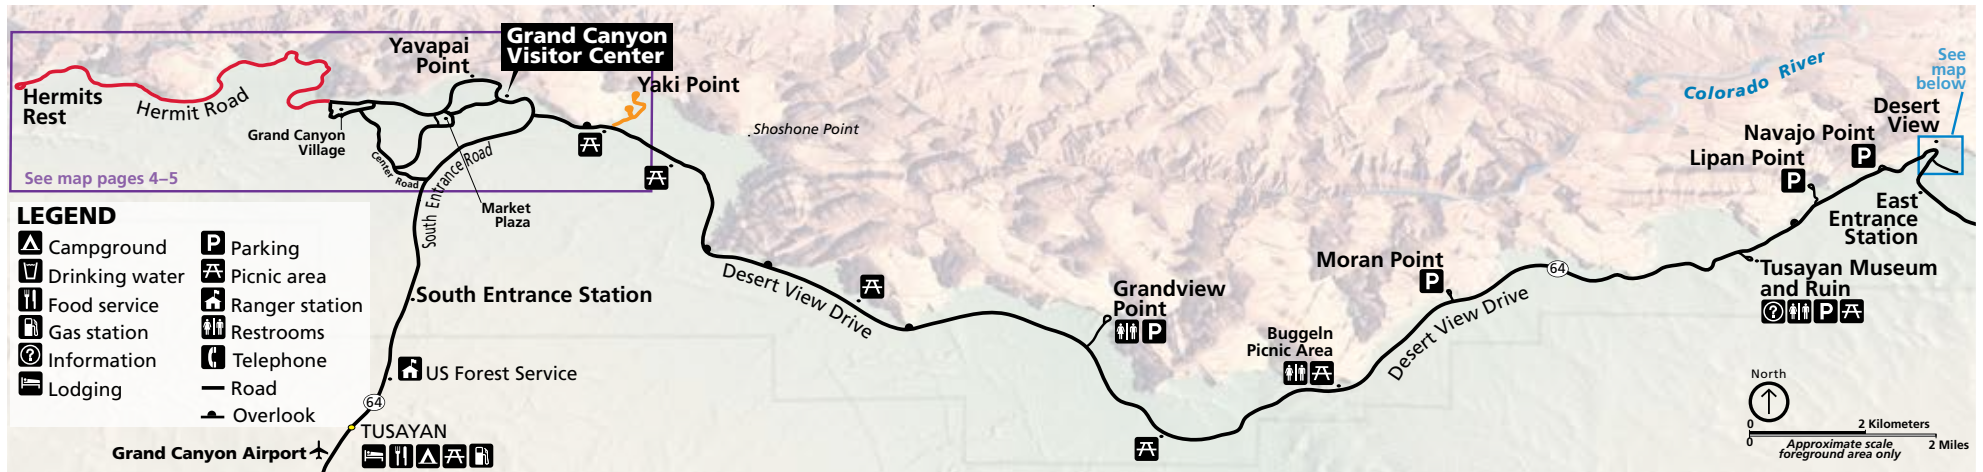 Grand Canyon
Visitor Center
Yavapai
Point
Yaki Point
Hermits
Rest
Hermit Road
Grand Canyon
Village
Center Road
South Entrance Road
Market
Plaza
Shoshone Point
See map pages 4–5
Colorado River
See
map
below
Desert
View
Navajo Point
P
Lipan Point
P
East
Entrance
Station
LEGEND
Campground
Drinking water
Food service
Gas station
? Information
Lodging
P Parking
Picnic area
Ranger station
Restrooms
Telephone
Road
Overlook
South Entrance Station
US Forest Service
64
TUSAYAN
Grand Canyon Airport
Desert View Drive
Grandview
Point
P
Buggeln
Picnic Area
Moran Point
P
Desert View Drive
64
Tusayan Museum
and Ruin
? P
North
0 2 Kilometers
0 2 Miles
Approximate scale
foreground area only